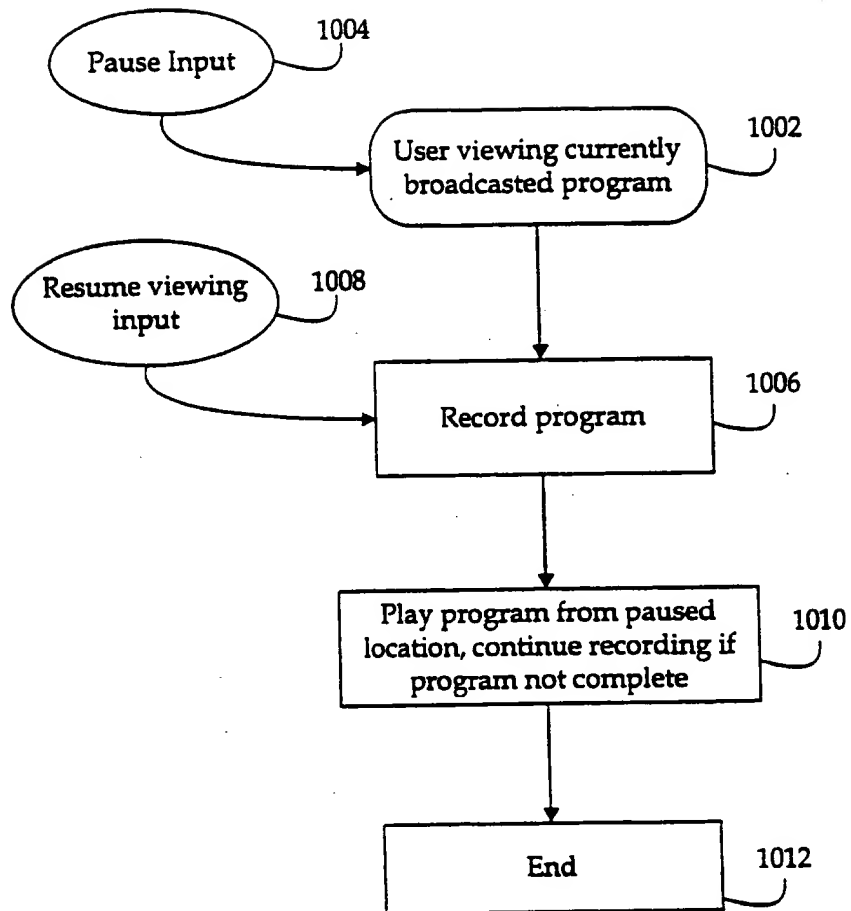 1004
Pause Input
1002
User viewing currently
broadcasted program
1008
Resume viewing
input
1006
Record program
1010
Play program from paused
location, continue recording if
program not complete
End
1012